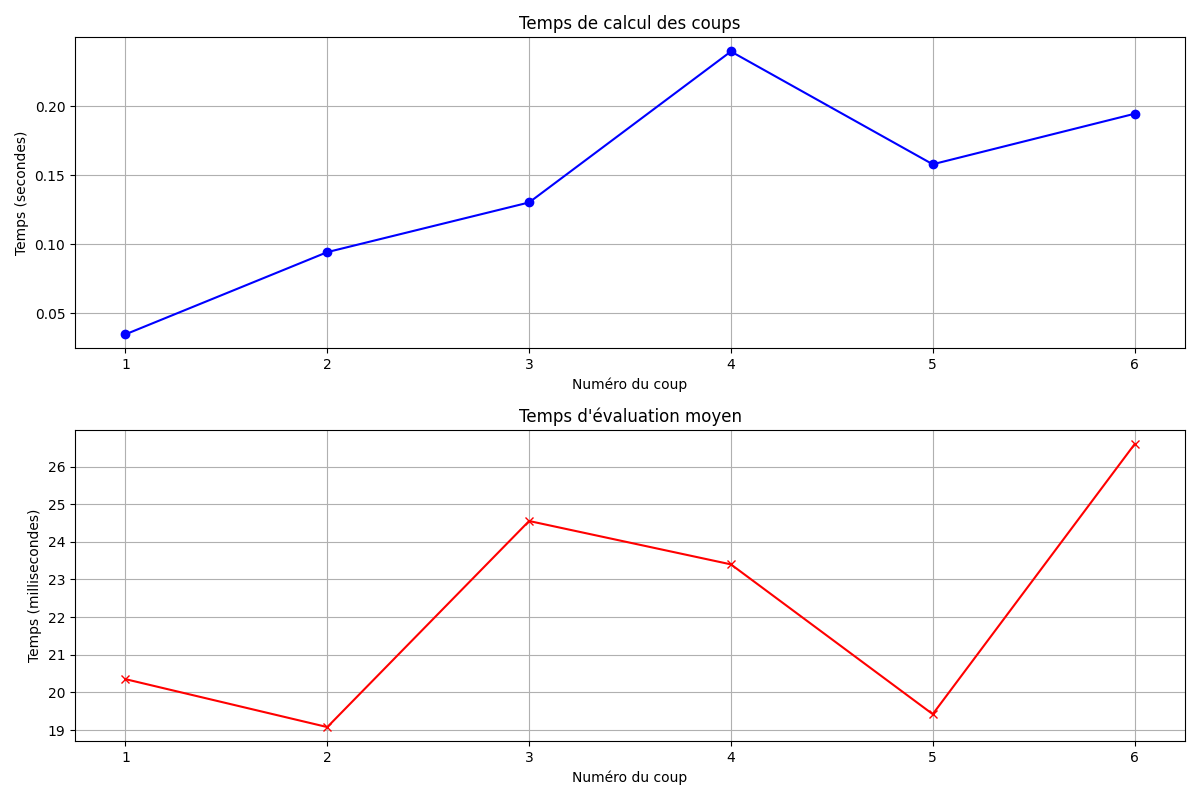 Temps de calcul des coups
Temps (secondes)
0.20
0.15
0.10
0.05
1 2 3 4 5 6
Numéro du coup
Temps d'évaluation moyen
Temps (millisecondes)
26
25
24
23
22
21
20
19
1 2 3 4 5 6
Numéro du coup